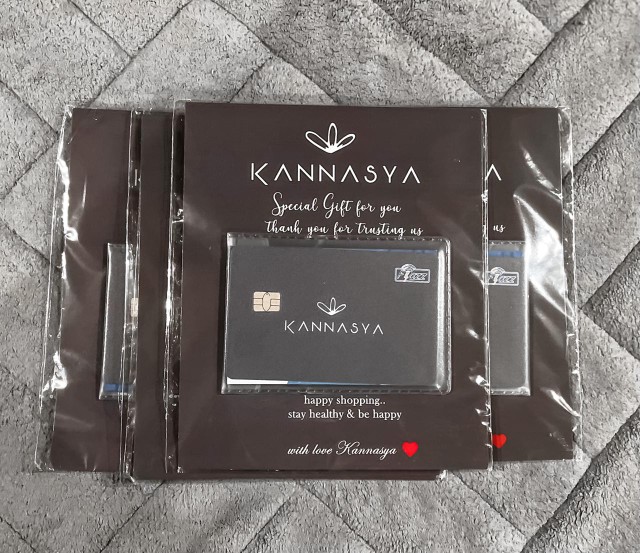 KANNASYA
Special Gift for you
thank you for trusting us
KANNASYA
happy shopping..
stay healthy & be happy
with love Kannasya
A
us